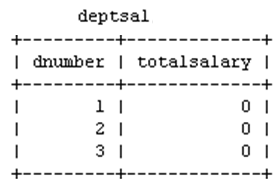 deptsal
+---------+-------------+
| dnumber | totalsalary |
+---------+-------------+
| 1 | 0 |
| 2 | 0 |
| 3 | 0 |
+---------+-------------+